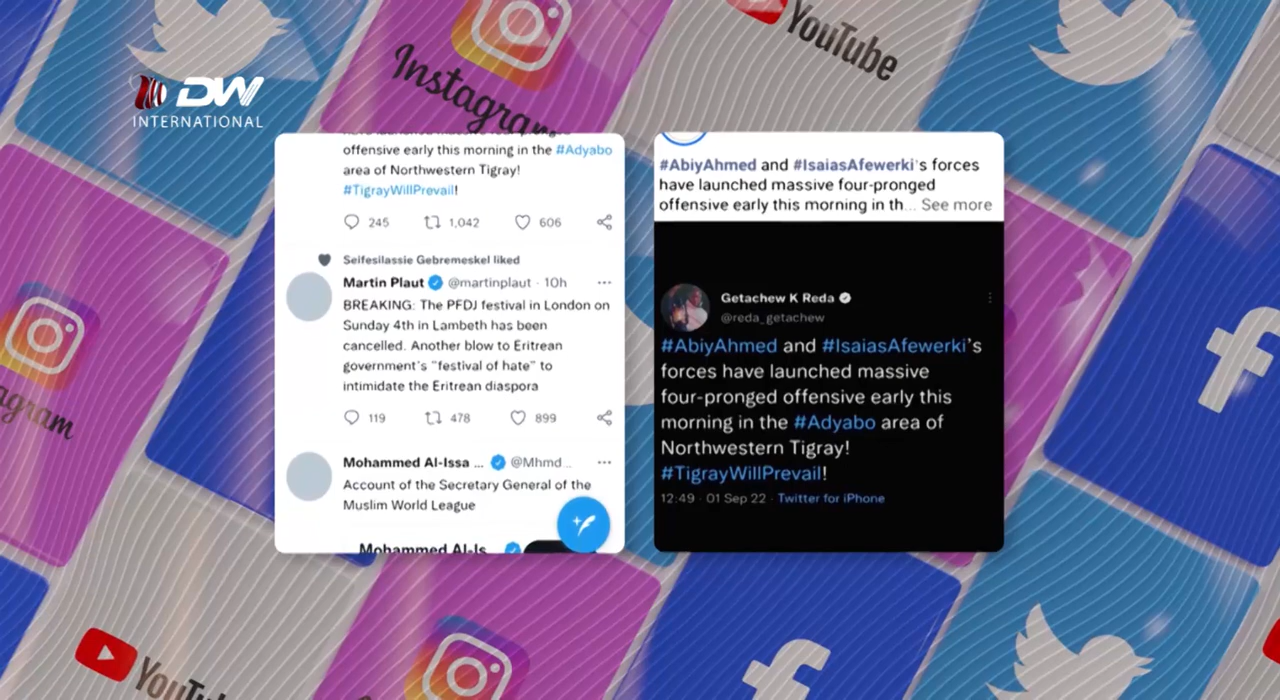 Instagram
YouTube
DW
INTERNATIONAL
offensive early this morning in the #Adyabo
area of Northwestern Tigray!
#TigrayWillPrevail!
245 1,042 606
Seifesilassie Gebremeskel liked
Martin Plaut @martinplaut · 10h ...
BREAKING: The PFDJ festival in London on
Sunday 4th in Lambeth has been
cancelled. Another blow to Eritrean
government's "festival of hate" to
intimidate the Eritrean diaspora
119 478 899
Mohammed Al-Issa ... @Mhmd .. ...
Account of the Secretary General of the
Muslim World League
Mohammed Al-Is
#AbiyAhmed and #IsaiasAfewerki's forces
have launched massive four-pronged
offensive early this morning in th... See more
Getachew K Reda
@reda_getachew
#AbiyAhmed and #IsaiasAfewerki's
forces have launched massive
four-pronged offensive early this
morning in the #Adyabo area of
Northwestern Tigray!
#TigrayWillPrevail!
12:49 · 01 Sep 22 · Twitter for iPhone
agram
YouTu